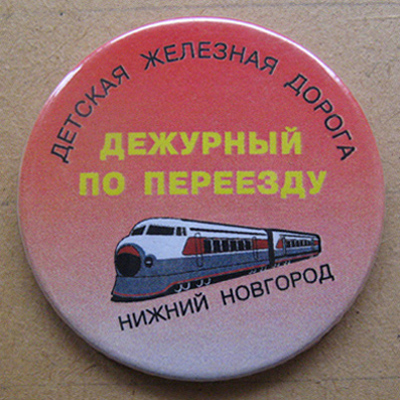 ДЕТСКАЯ ЖЕЛЕЗНАЯ ДОРОГА
ДЕЖУРНЫЙ
ПО ПЕРЕЕЗДУ
НИЖНИЙ НОВГОРОД